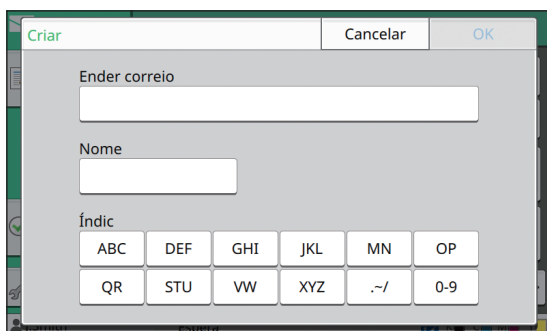 Criar Cancelar OK
Ender correio
Nome
Índic
ABC DEF GHI JKL MN OP
QR STU VW XYZ .~/ 0-9